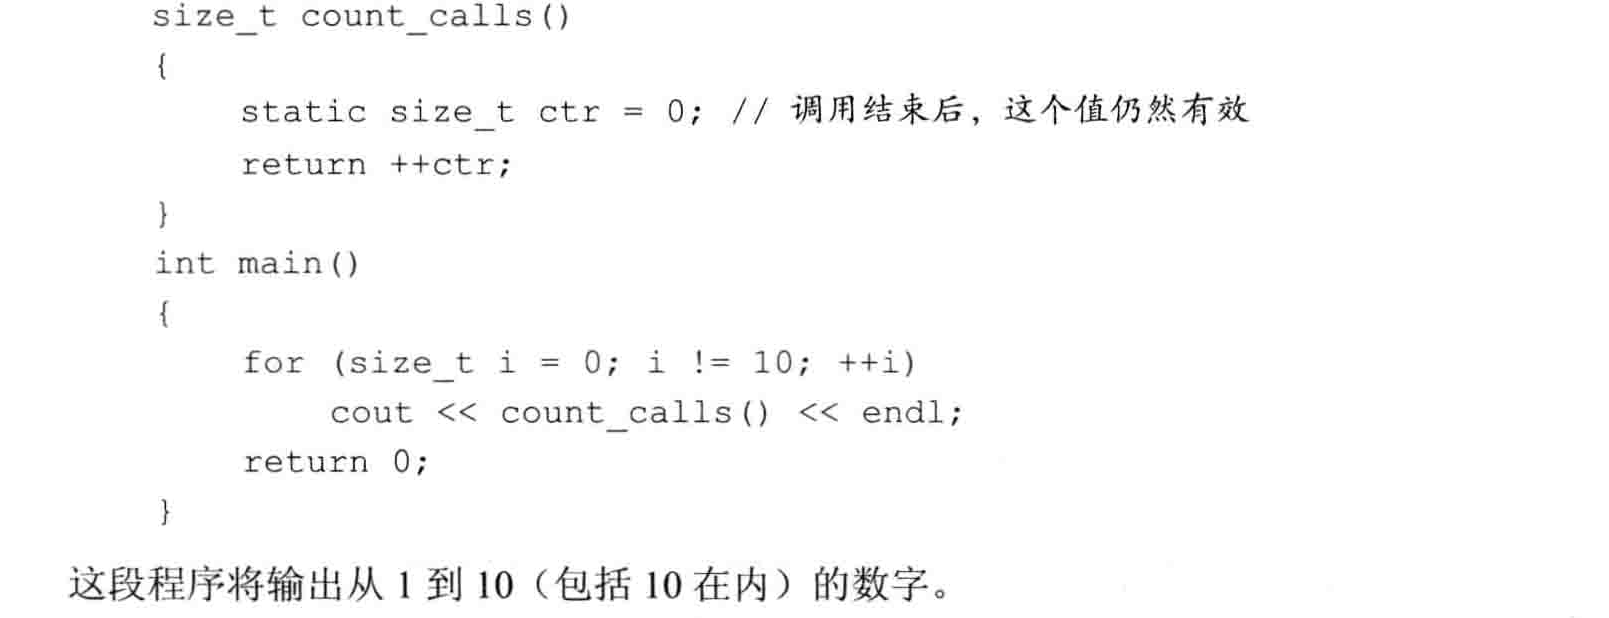 size_t count_calls()
{
    static size_t ctr = 0; // 调用结束后，这个值仍然有效
    return ++ctr;
}
int main()
{
    for (size_t i = 0; i != 10; ++i)
        cout << count_calls() << endl;
    return 0;
}
这段程序将输出从 1 到 10（包括 10 在内）的数字。